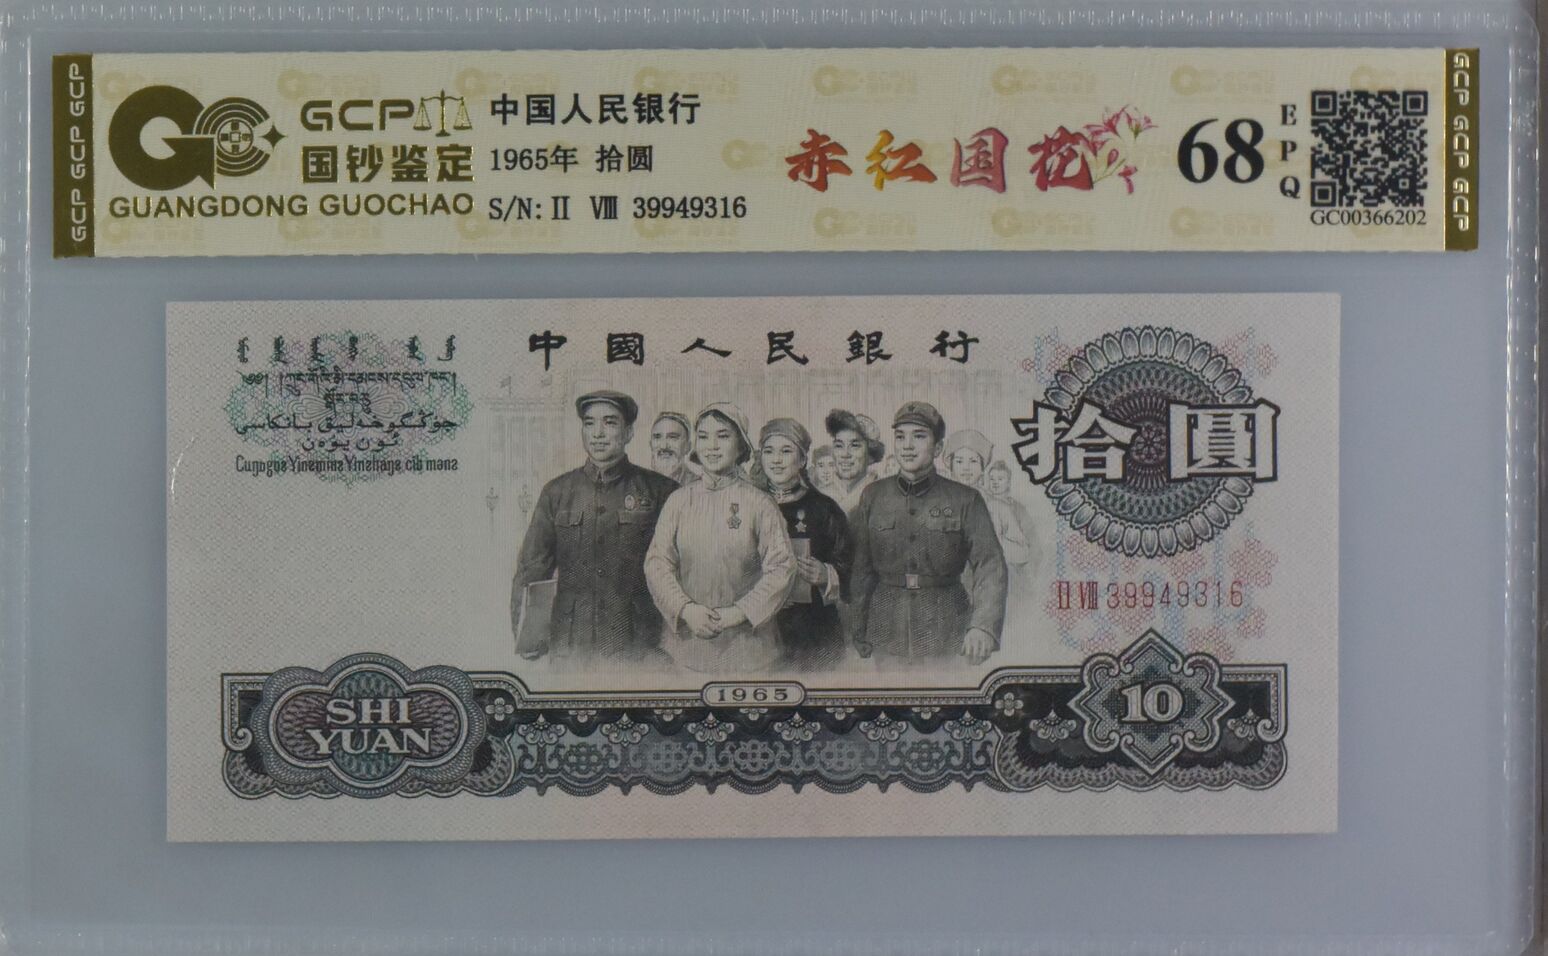 GCP GCP GCP
GCP
国钞鉴定
GUANGDONG GUOCHAO
中国人民银行
1965年 拾圆
S/N: II VIII 39949316
赤红国花
68
EPQ
GC00366202
GCP GCP GCP
中國人民銀行
拾圓
II VIII 39949316
1965
SHI
YUAN
10